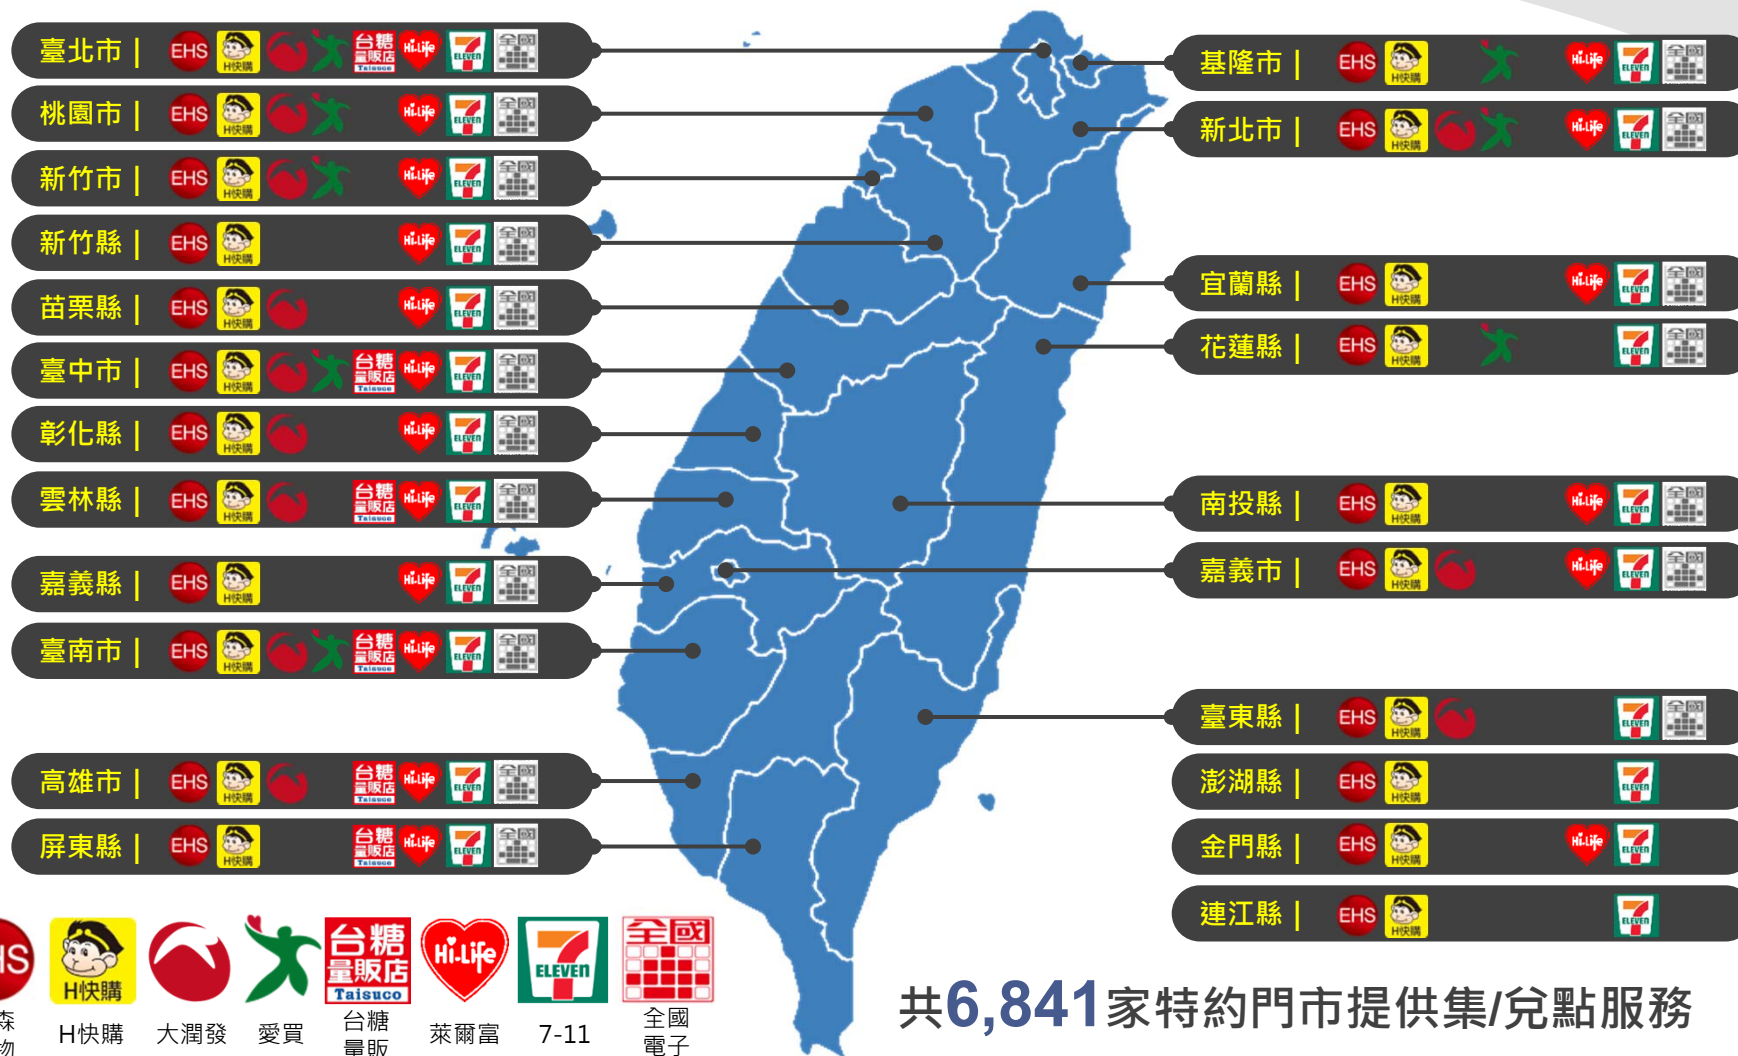 臺北市 | EHS H快購 台糖 量販店 Taisuco Hi-Life 7 ELEVEN 全國
桃園市 | EHS H快購 Hi-Life 7 ELEVEN 全國
新竹市 | EHS H快購 Hi-Life 7 ELEVEN 全國
新竹縣 | EHS H快購 Hi-Life 7 ELEVEN 全國
苗栗縣 | EHS H快購 Hi-Life 7 ELEVEN 全國
臺中市 | EHS H快購 台糖 量販店 Taisuco Hi-Life 7 ELEVEN 全國
彰化縣 | EHS H快購 Hi-Life 7 ELEVEN 全國
雲林縣 | EHS H快購 台糖 量販店 Taisuco Hi-Life 7 ELEVEN 全國
嘉義縣 | EHS H快購 Hi-Life 7 ELEVEN 全國
臺南市 | EHS H快購 台糖 量販店 Taisuco Hi-Life 7 ELEVEN 全國
高雄市 | EHS H快購 台糖 量販店 Taisuco Hi-Life 7 ELEVEN 全國
屏東縣 | EHS H快購 台糖 量販店 Taisuco Hi-Life 7 ELEVEN 全國
基隆市 | EHS H快購 Hi-Life 7 ELEVEN 全國
新北市 | EHS H快購 Hi-Life 7 ELEVEN 全國
宜蘭縣 | EHS H快購 Hi-Life 7 ELEVEN 全國
花蓮縣 | EHS H快購 7 ELEVEN 全國
南投縣 | EHS H快購 Hi-Life 7 ELEVEN 全國
嘉義市 | EHS H快購 Hi-Life 7 ELEVEN 全國
臺東縣 | EHS H快購 7 ELEVEN 全國
澎湖縣 | EHS H快購 7 ELEVEN
金門縣 | EHS H快購 Hi-Life 7 ELEVEN
連江縣 | EHS H快購 7 ELEVEN
HS H快購 台糖 量販店 Taisuco Hi-Life 7 ELEVEN 全國
森
物
H快購
大潤發
愛買
台糖
量販
萊爾富
7-11
全國
電子
共6,841家特約門市提供集/兌點服務